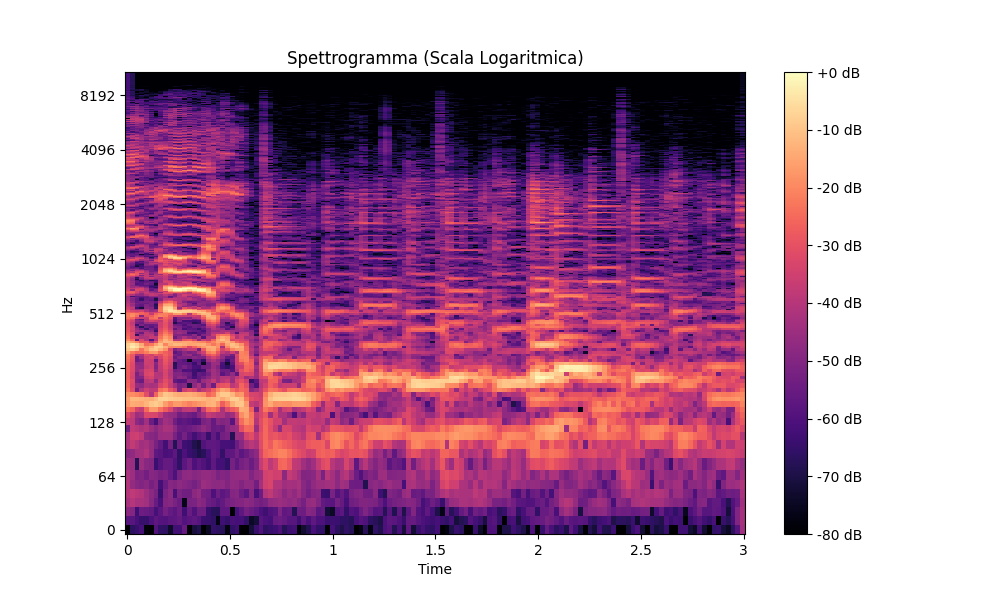 Spettrogramma (Scala Logaritmica)
Hz
8192
4096
2048
1024
512
256
128
64
0
0 0.5 1 1.5 2 2.5 3
Time
+0 dB
-10 dB
-20 dB
-30 dB
-40 dB
-50 dB
-60 dB
-70 dB
-80 dB